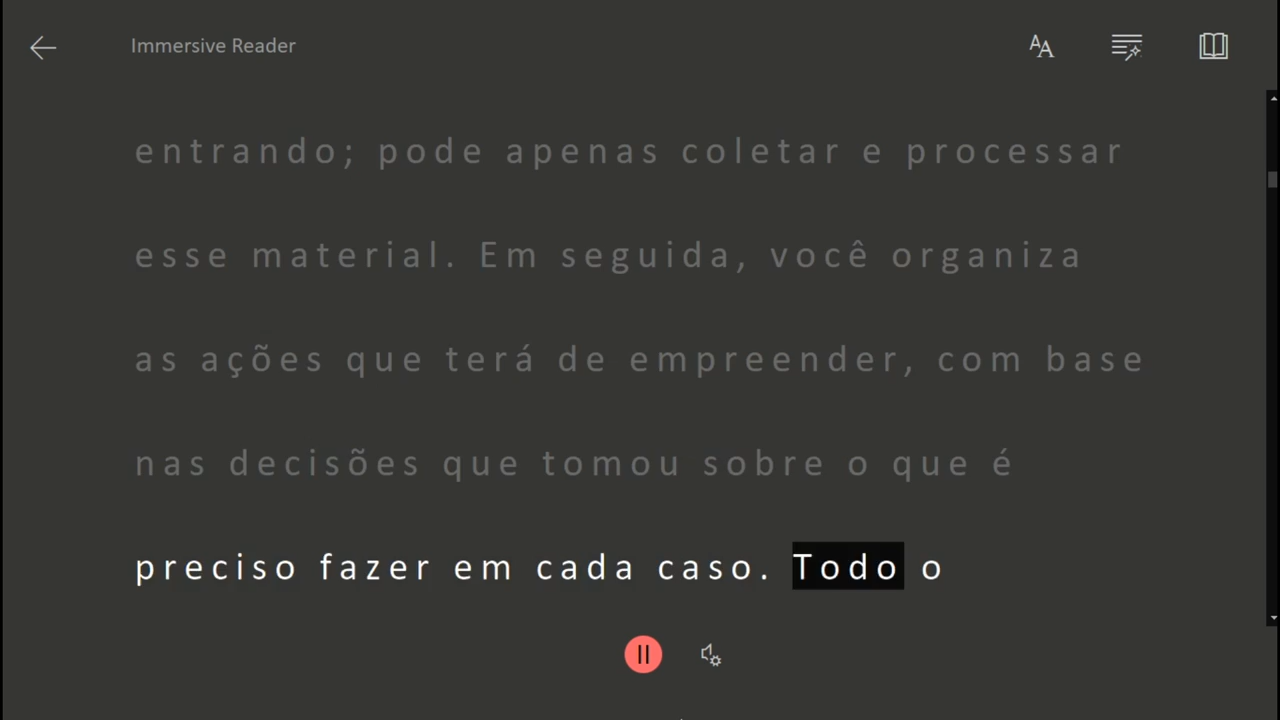 Immersive Reader
entrando; pode apenas coletar e processar
esse material. Em seguida, você organiza
as ações que terá de empreender, com base
nas decisões que tomou sobre o que é
preciso fazer em cada caso. Todo o